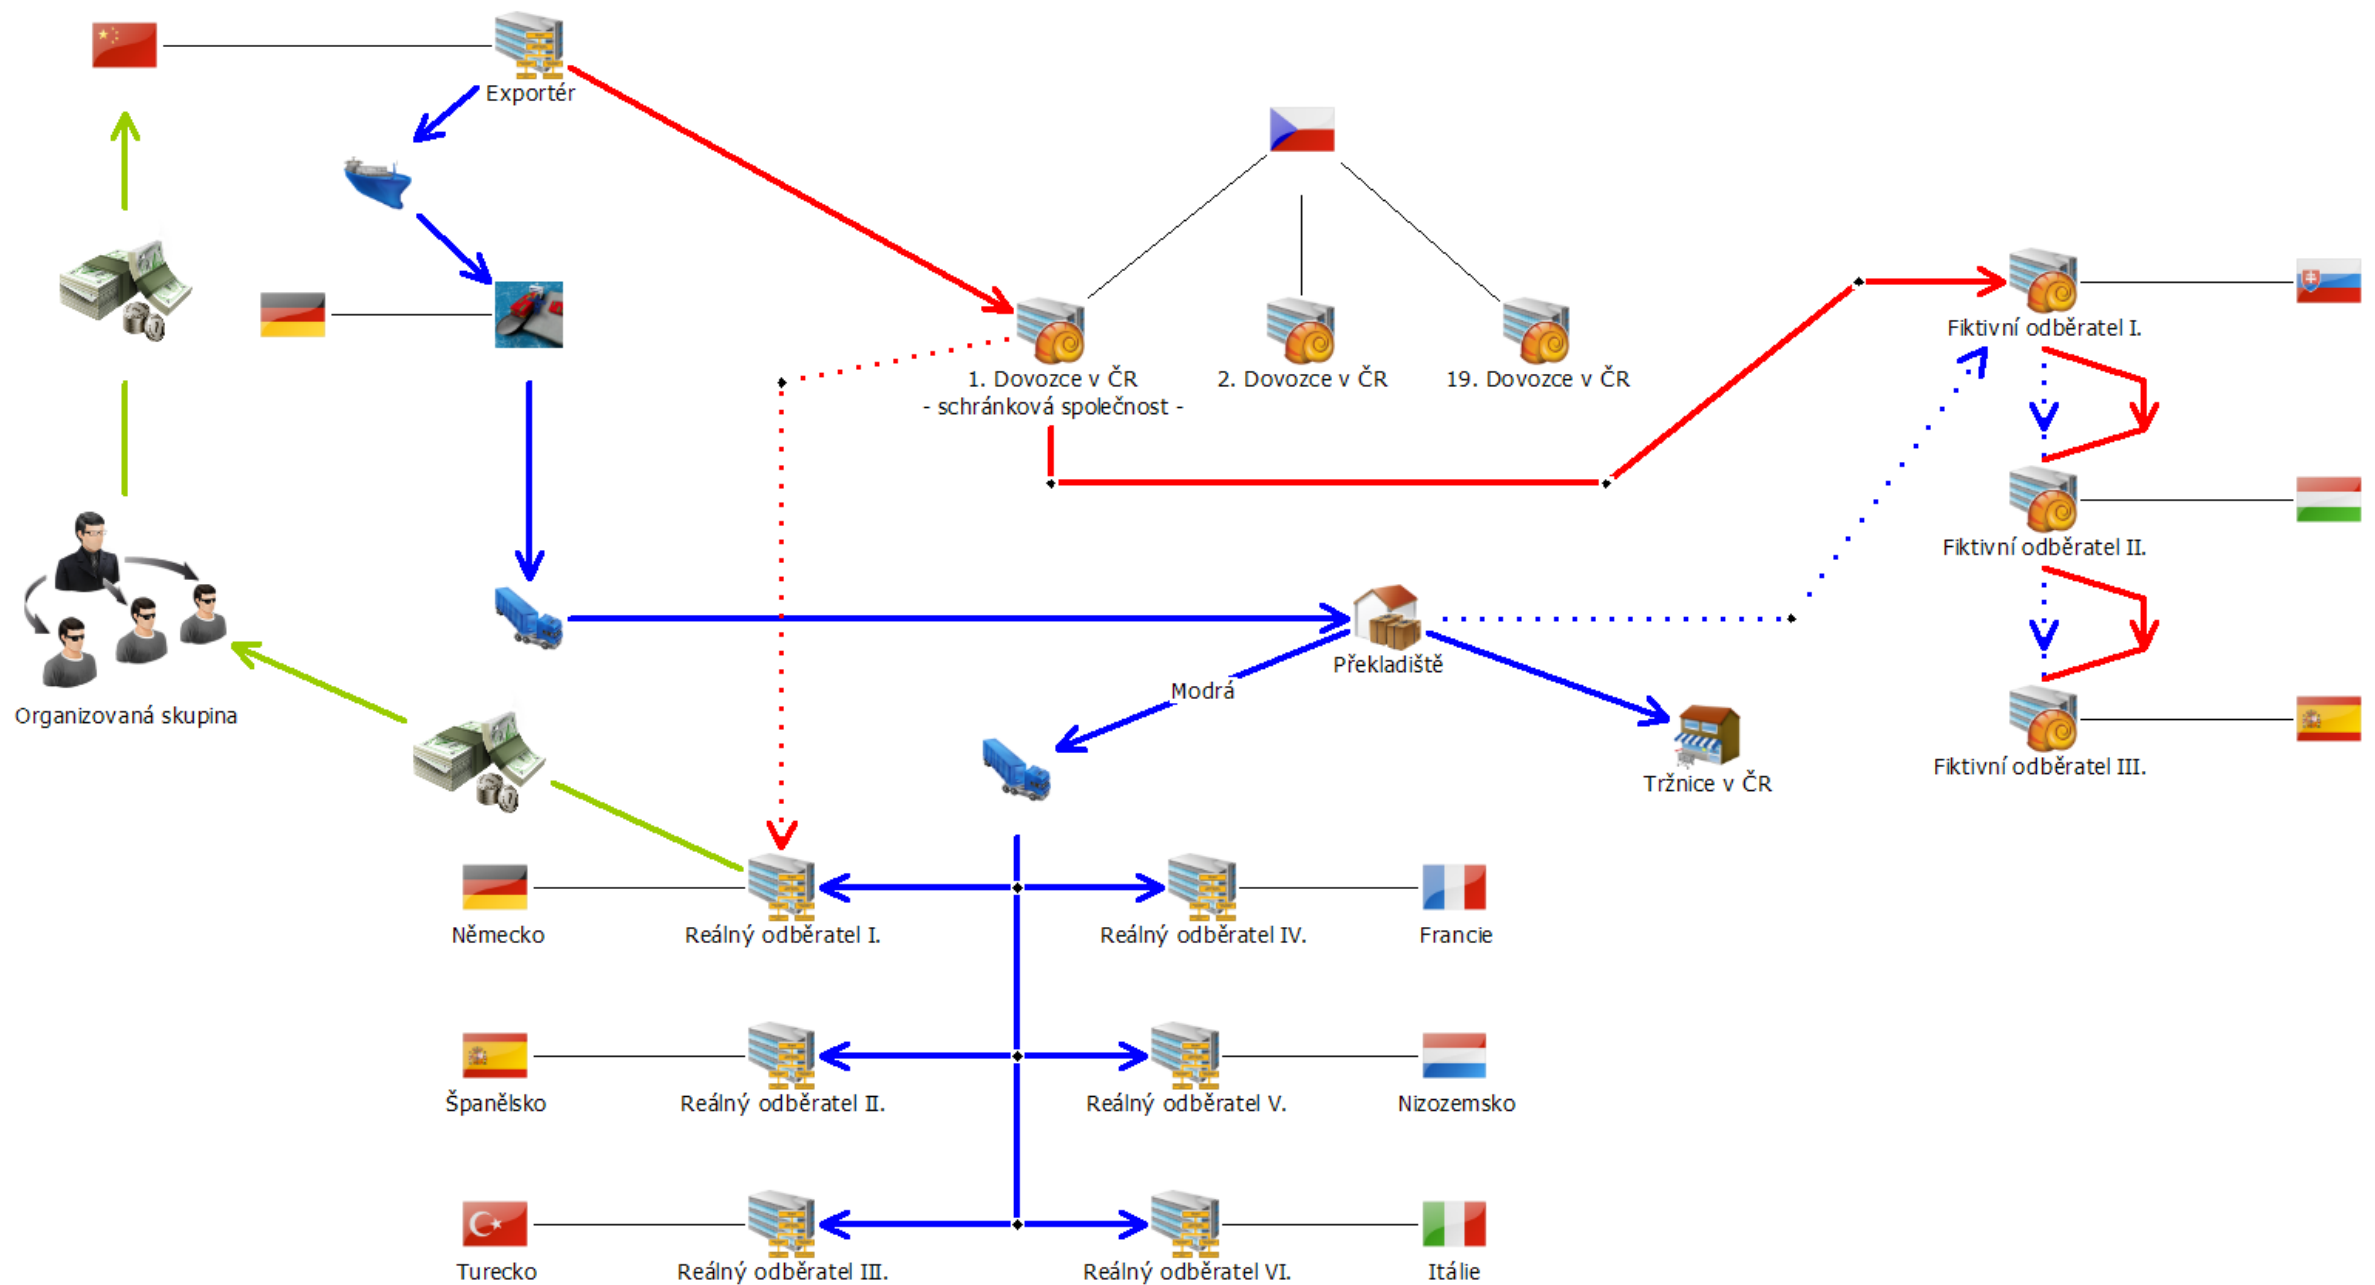 Exportér
Fiktivní odběratel I.
1. Dovozce v ČR
- schránková společnost -
2. Dovozce v ČR
19. Dovozce v ČR
Fiktivní odběratel II.
Překladiště
Modrá
Organizovaná skupina
Fiktivní odběratel III.
Tržnice v ČR
Německo
Reálný odběratel I.
Reálný odběratel IV.
Francie
Španělsko
Reálný odběratel II.
Reálný odběratel V.
Nizozemsko
Turecko
Reálný odběratel III.
Reálný odběratel VI.
Itálie